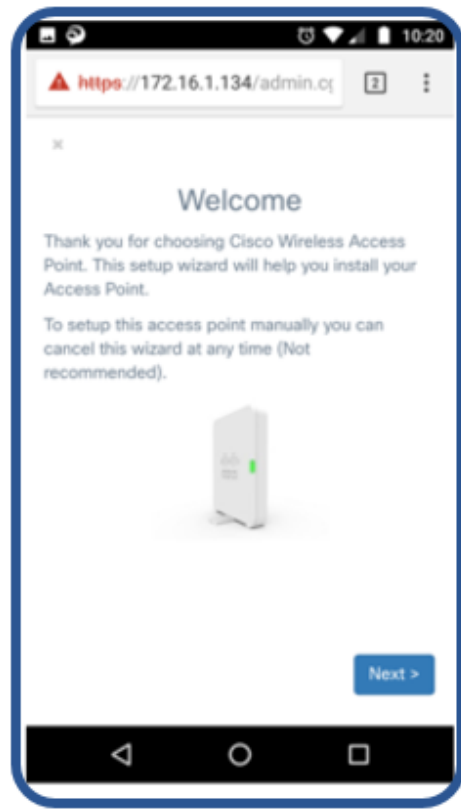 10:20
https://172.16.1.134/admin.cg
2
Welcome
Thank you for choosing Cisco Wireless Access
Point. This setup wizard will help you install your
Access Point.
To setup this access point manually you can
cancel this wizard at any time (Not
recommended).
Next >